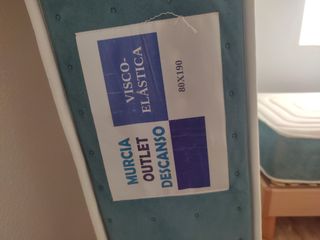 VISCO-
ELÁSTICA
80X190
MURCIA
OUTLET
DESCANSO